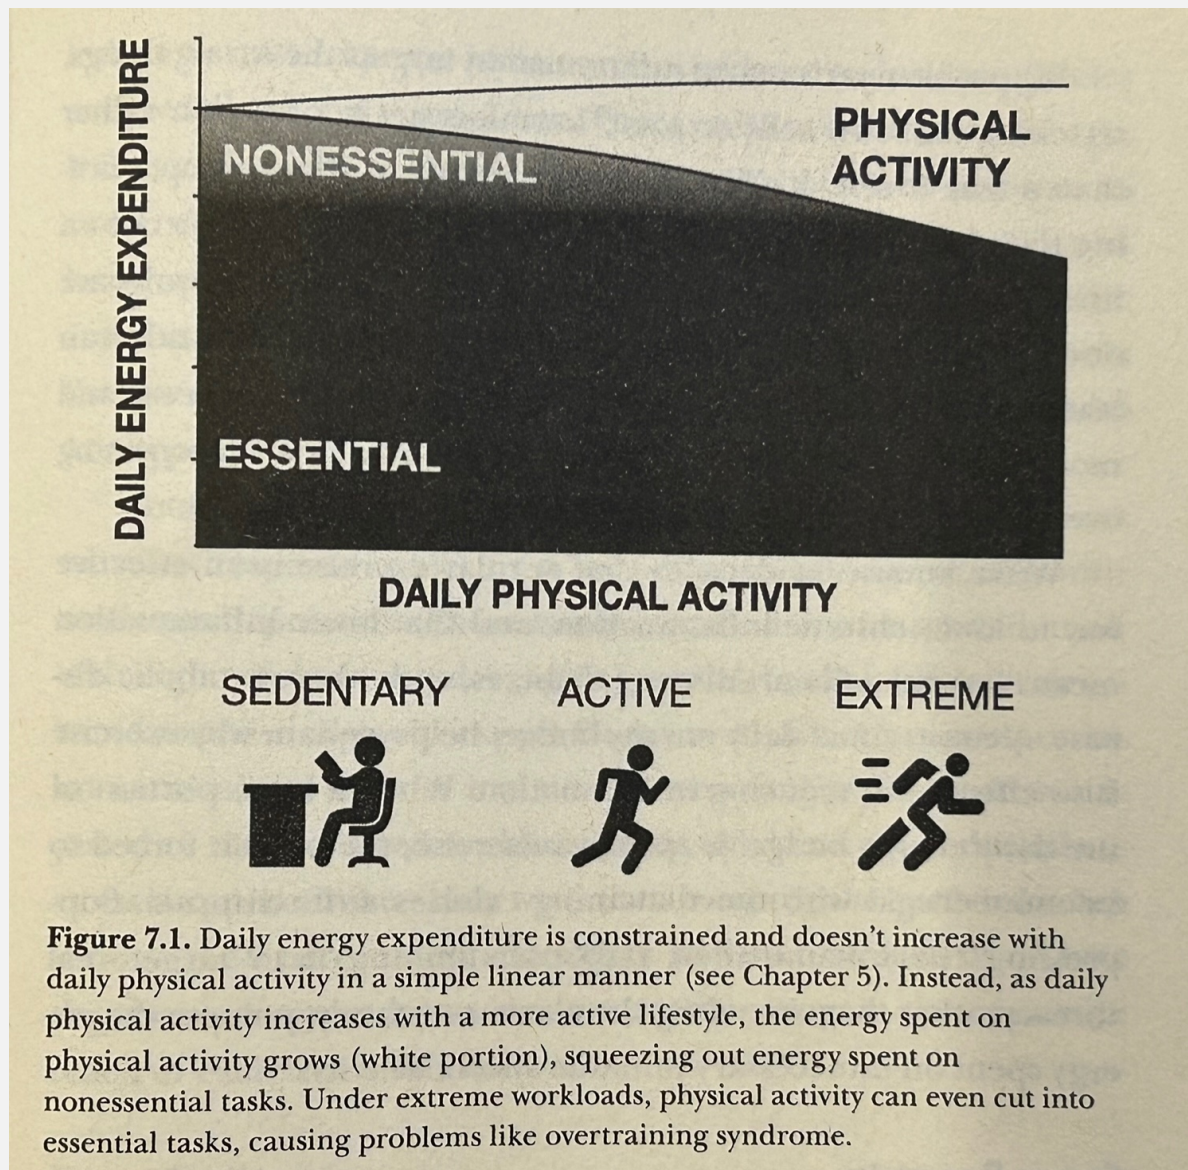 DAILY ENERGY EXPENDITURE
NONESSENTIAL
PHYSICAL
ACTIVITY
ESSENTIAL
DAILY PHYSICAL ACTIVITY
SEDENTARY
ACTIVE
EXTREME
Figure 7.1. Daily energy expenditure is constrained and doesn't increase with
daily physical activity in a simple linear manner (see Chapter 5). Instead, as daily
physical activity increases with a more active lifestyle, the energy spent on
physical activity grows (white portion), squeezing out energy spent on
nonessential tasks. Under extreme workloads, physical activity can even cut into
essential tasks, causing problems like overtraining syndrome.